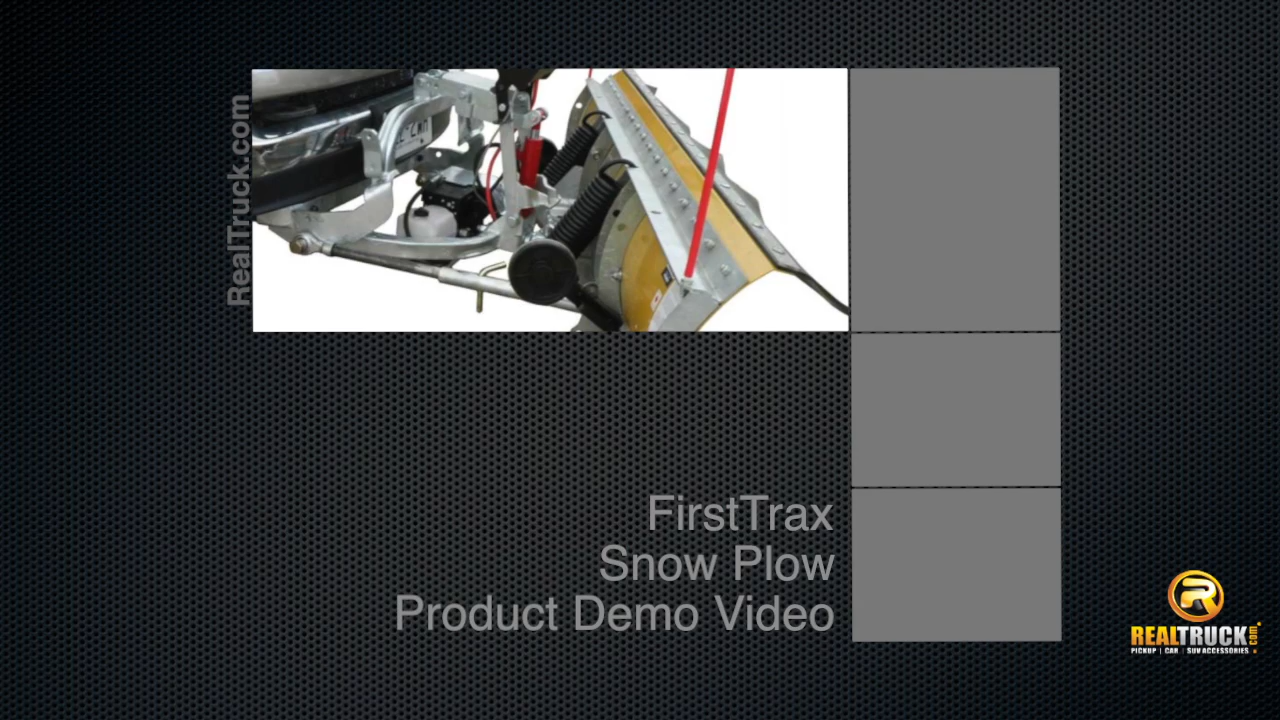 RealTruck.com
FirstTrax
Snow Plow
Product Demo Video
REALTRUCK.com
PICKUP | CAR | SUV ACCESSORIES